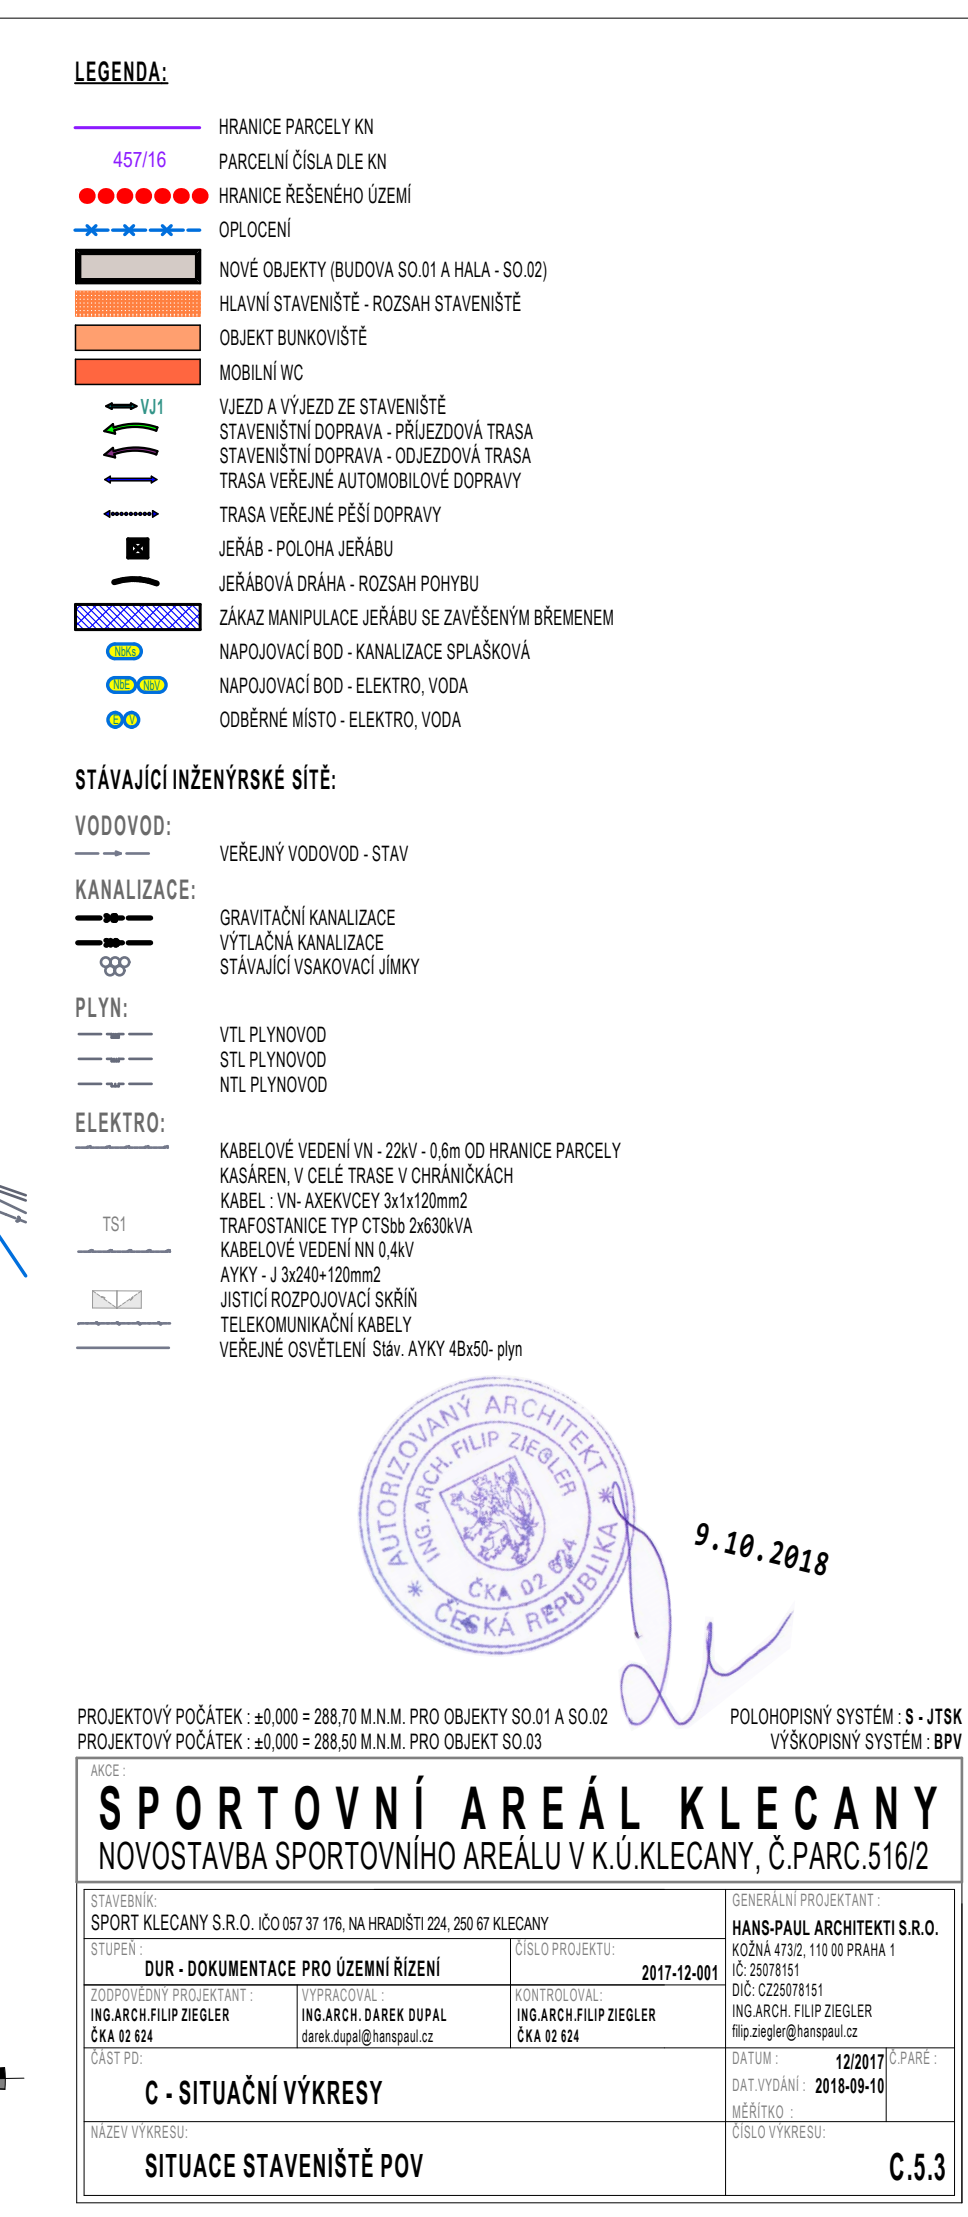 LEGENDA:
HRANICE PARCELY KN
457/16 PARCELNÍ ČÍSLA DLE KN
HRANICE ŘEŠENÉHO ÚZEMÍ
OPLOCENÍ
NOVÉ OBJEKTY (BUDOVA SO.01 A HALA - SO.02)
HLAVNÍ STAVENIŠTĚ - ROZSAH STAVENIŠTĚ
OBJEKT BUNKOVIŠTĚ
MOBILNÍ WC
VJ1 VJEZD A VÝJEZD ZE STAVENIŠTĚ
STAVENIŠTNÍ DOPRAVA - PŘÍJEZDOVÁ TRASA
STAVENIŠTNÍ DOPRAVA - ODJEZDOVÁ TRASA
TRASA VEŘEJNÉ AUTOMOBILOVÉ DOPRAVY
TRASA VEŘEJNÉ PĚŠÍ DOPRAVY
JEŘÁB - POLOHA JEŘÁBU
JEŘÁBOVÁ DRÁHA - ROZSAH POHYBU
ZÁKAZ MANIPULACE JEŘÁBU SE ZAVĚŠENÝM BŘEMENEM
NbKs NAPOJOVACÍ BOD - KANALIZACE SPLAŠKOVÁ
NbE NbV NAPOJOVACÍ BOD - ELEKTRO, VODA
E V ODBĚRNÉ MÍSTO - ELEKTRO, VODA
STÁVAJÍCÍ INŽENÝRSKÉ SÍTĚ:
VODOVOD:
VEŘEJNÝ VODOVOD - STAV
KANALIZACE:
GRAVITAČNÍ KANALIZACE
VÝTLAČNÁ KANALIZACE
STÁVAJÍCÍ VSAKOVACÍ JÍMKY
PLYN:
VTL PLYNOVOD
STL PLYNOVOD
NTL PLYNOVOD
ELEKTRO:
KABELOVÉ VEDENÍ VN - 22kV - 0,6m OD HRANICE PARCELY
KASÁREN, V CELÉ TRASE V CHRÁNIČKÁCH
KABEL : VN- AXEKVCEY 3x1x120mm2
TS1 TRAFOSTANICE TYP CTSbb 2x630kVA
KABELOVÉ VEDENÍ NN 0,4kV
AYKY - J 3x240+120mm2
JISTICÍ ROZPOJOVACÍ SKŘÍŇ
TELEKOMUNIKAČNÍ KABELY
VEŘEJNÉ OSVĚTLENÍ Stáv. AYKY 4Bx50- plyn
* AUTORIZOVANÝ ARCHITEKT * ČESKÁ REPUBLIKA
ING. ARCH. FILIP ZIEGLER
ČKA 02 624
9.10.2018
PROJEKTOVÝ POČÁTEK : ±0,000 = 288,70 M.N.M. PRO OBJEKTY SO.01 A SO.02 POLOHOPISNÝ SYSTÉM : S - JTSK
PROJEKTOVÝ POČÁTEK : ±0,000 = 288,50 M.N.M. PRO OBJEKT SO.03 VÝŠKOPISNÝ SYSTÉM : BPV
AKCE :
SPORTOVNÍ AREÁL KLECANY
NOVOSTAVBA SPORTOVNÍHO AREÁLU V K.Ú.KLECANY, Č.PARC.516/2
STAVEBNÍK:
SPORT KLECANY S.R.O. IČO 057 37 176, NA HRADIŠTI 224, 250 67 KLECANY
GENERÁLNÍ PROJEKTANT :
HANS-PAUL ARCHITEKTI S.R.O.
KOŽNÁ 473/2, 110 00 PRAHA 1
IČ: 25078151
DIČ: CZ25078151
ING.ARCH. FILIP ZIEGLER
filip.ziegler@hanspaul.cz
STUPEŇ :
DUR - DOKUMENTACE PRO ÚZEMNÍ ŘÍZENÍ
ČÍSLO PROJEKTU:
2017-12-001
ZODPOVĚDNÝ PROJEKTANT :
ING.ARCH.FILIP ZIEGLER
ČKA 02 624
VYPRACOVAL :
ING.ARCH. DAREK DUPAL
darek.dupal@hanspaul.cz
KONTROLOVAL:
ING.ARCH.FILIP ZIEGLER
ČKA 02 624
ČÁST PD:
C - SITUAČNÍ VÝKRESY
DATUM : 12/2017
DAT.VYDÁNÍ : 2018-09-10
MĚŘÍTKO :
Č.PARÉ :
NÁZEV VÝKRESU:
SITUACE STAVENIŠTĚ POV
ČÍSLO VÝKRESU:
C.5.3